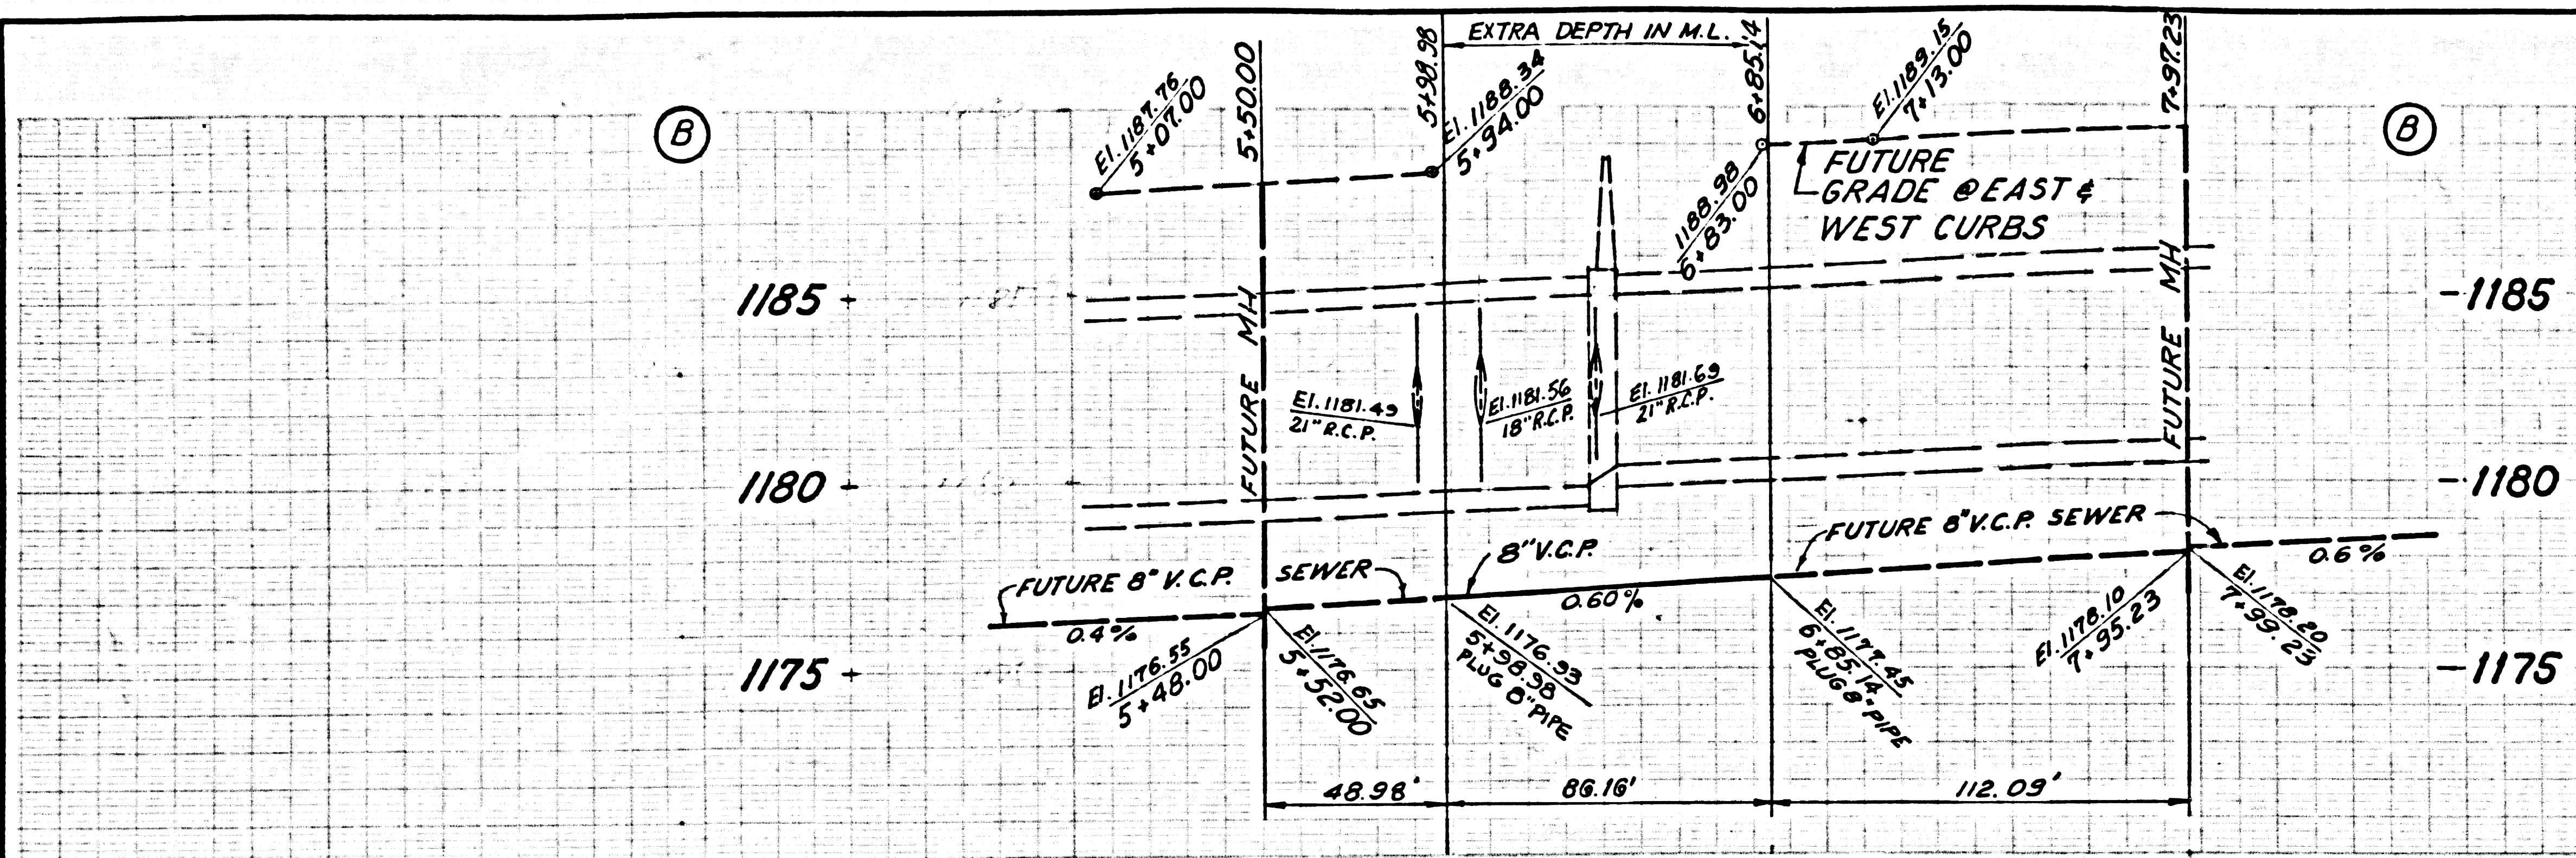 EXTRA DEPTH IN M.L.
B
El. 1187.76
5+07.00
5+50.00
5+98.98
El. 1188.34
5+94.00
6+85.14
1188.98
6+83.00
El. 1189.15
7+13.00
7+97.23
B
FUTURE
GRADE @ EAST &
WEST CURBS
1185
FUTURE MH
FUTURE MH
1185
El. 1181.49
21" R.C.P.
El. 1181.56
18" R.C.P.
El. 1181.69
21" R.C.P.
1180
1180
FUTURE 8" V.C.P.
SEWER
8" V.C.P.
FUTURE 8" V.C.P. SEWER
0.4%
0.60%
0.6%
1175
El. 1176.55
5+48.00
El. 1176.65
5+52.00
El. 1176.93
5+98.98
PLUG 8" PIPE
El. 1177.45
6+85.14
PLUG 8" PIPE
El. 1178.10
7+95.23
El. 1178.20
7+99.23
1175
48.98'
86.16'
112.09'